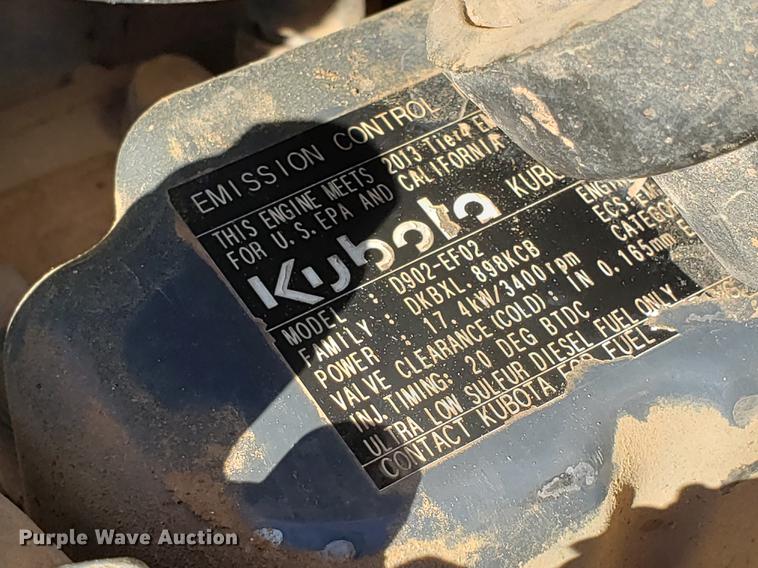 EMISSION CONTROL
THIS ENGINE MEETS 2013 Tier4
FOR U.S. EPA AND CALIFORNIA
Kubota
MODEL : D902-EF02
FAMILY : DKBXL.898KCB
POWER : 17.4kW/3400rpm
VALVE CLEARANCE(COLD): IN 0.165mm
INJ.TIMING: 20 DEG BTDC
ULTRA LOW SULFUR DIESEL FUEL ONLY
CONTACT KUBOTA FOR FUEL
Purple Wave Auction